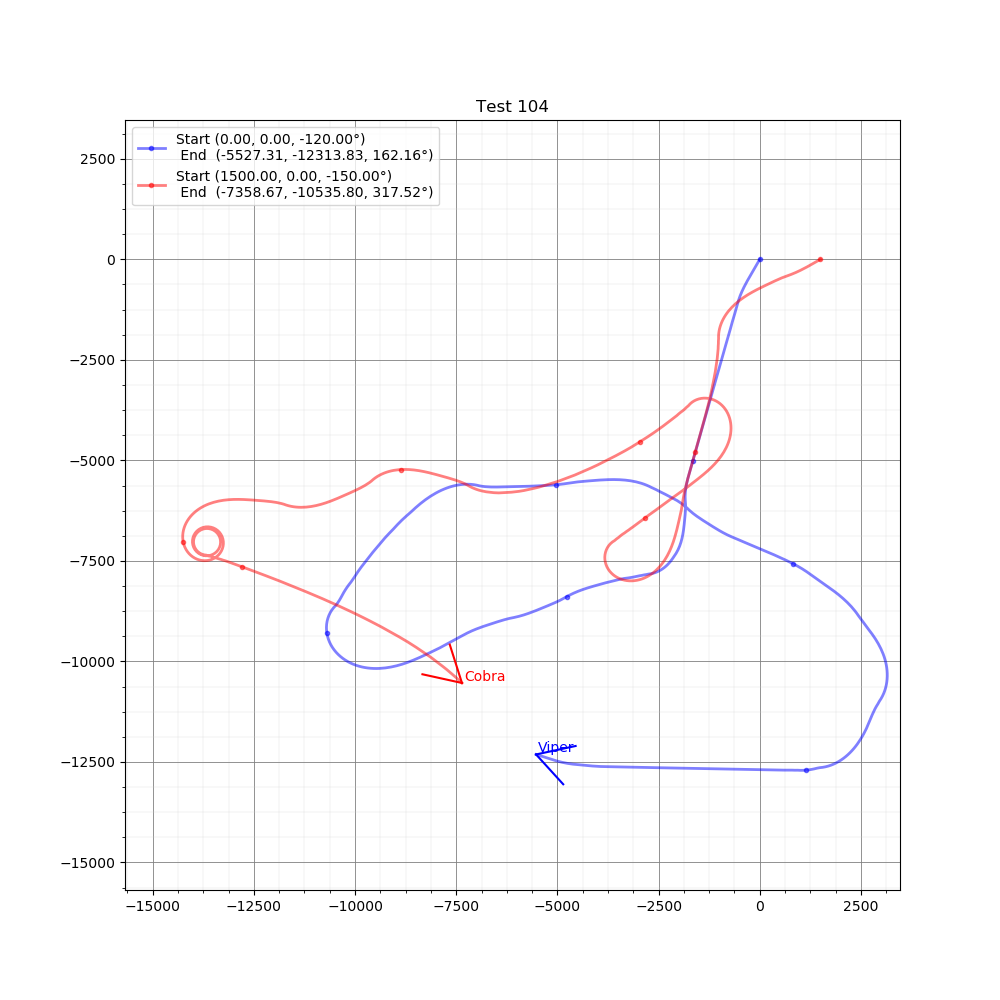 Test 104
Start (0.00, 0.00, -120.00°)
End (-5527.31, -12313.83, 162.16°)
Start (1500.00, 0.00, -150.00°)
End (-7358.67, -10535.80, 317.52°)
2500
0
−2500
−5000
−7500
−10000
−12500
−15000
Cobra
Viper
−15000 −12500 −10000 −7500 −5000 −2500 0 2500